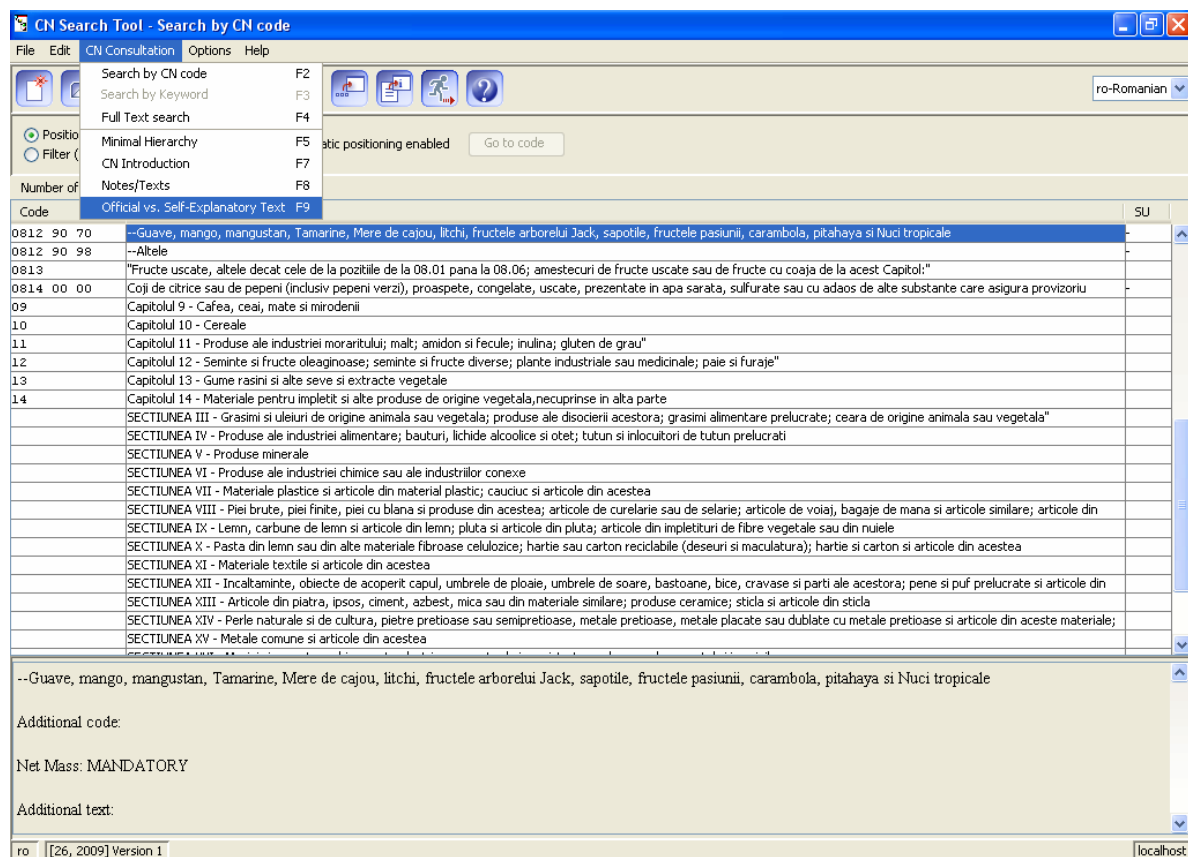 CN Search Tool - Search by CN code
File Edit CN Consultation Options Help
Search by CN code F2
Search by Keyword F3
Full Text search F4
Minimal Hierarchy F5
CN Introduction F7
Notes/Texts F8
Official vs. Self-Explanatory Text F9
ro-Romanian
Positio
Filter (
atic positioning enabled Go to code
Number of
Code SU
0812 90 70 --Guave, mango, mangustan, Tamarine, Mere de cajou, litchi, fructele arborelui Jack, sapotile, fructele pasiunii, carambola, pitahaya si Nuci tropicale -
0812 90 98 --Altele -
0813 "Fructe uscate, altele decat cele de la pozitiile de la 08.01 pana la 08.06; amestecuri de fructe uscate sau de fructe cu coaja de la acest Capitol:"
0814 00 00 Coji de citrice sau de pepeni (inclusiv pepeni verzi), proaspete, congelate, uscate, prezentate in apa sarata, sulfurate sau cu adaos de alte substante care asigura provizoriu -
09 Capitolul 9 - Cafea, ceai, mate si mirodenii
10 Capitolul 10 - Cereale
11 Capitolul 11 - Produse ale industriei moraritului; malt; amidon si fecule; inulina; gluten de grau"
12 Capitolul 12 - Seminte si fructe oleaginoase; seminte si fructe diverse; plante industriale sau medicinale; paie si furaje"
13 Capitolul 13 - Gume rasini si alte seve si extracte vegetale
14 Capitolul 14 - Materiale pentru impletit si alte produse de origine vegetala,necuprinse in alta parte
SECTIUNEA III - Grasimi si uleiuri de origine animala sau vegetala; produse ale disocierii acestora; grasimi alimentare prelucrate; ceara de origine animala sau vegetala"
SECTIUNEA IV - Produse ale industriei alimentare; bauturi, lichide alcoolice si otet; tutun si inlocuitori de tutun prelucrati
SECTIUNEA V - Produse minerale
SECTIUNEA VI - Produse ale industriei chimice sau ale industriilor conexe
SECTIUNEA VII - Materiale plastice si articole din material plastic; cauciuc si articole din acestea
SECTIUNEA VIII - Piei brute, piei finite, piei cu blana si produse din acestea; articole de curelarie sau de selarie; articole de voiaj, bagaje de mana si articole similare; articole din
SECTIUNEA IX - Lemn, carbune de lemn si articole din lemn; pluta si articole din pluta; articole din impletituri de fibre vegetale sau din nuiele
SECTIUNEA X - Pasta din lemn sau din alte materiale fibroase celulozice; hartie sau carton reciclabile (deseuri si maculatura); hartie si carton si articole din acestea
SECTIUNEA XI - Materiale textile si articole din acestea
SECTIUNEA XII - Incaltaminte, obiecte de acoperit capul, umbrele de ploaie, umbrele de soare, bastoane, bice, cravase si parti ale acestora; pene si puf prelucrate si articole din
SECTIUNEA XIII - Articole din piatra, ipsos, ciment, azbest, mica sau din materiale similare; produse ceramice; sticla si articole din sticla
SECTIUNEA XIV - Perle naturale si de cultura, pietre pretioase sau semipretioase, metale pretioase, metale placate sau dublate cu metale pretioase si articole din aceste materiale;
SECTIUNEA XV - Metale comune si articole din acestea
--Guave, mango, mangustan, Tamarine, Mere de cajou, litchi, fructele arborelui Jack, sapotile, fructele pasiunii, carambola, pitahaya si Nuci tropicale
Additional code:
Net Mass: MANDATORY
Additional text:
ro [26, 2009] Version 1 localhost